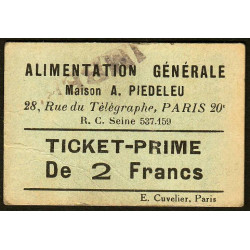 ALIMENTATION GÉNÉRALE
Maison A. PIEDELEU
28, Rue du Télégraphe, PARIS 20e
R. C. Seine 537.159
TICKET-PRIME
De 2 Francs
E. Cuvelier, Paris